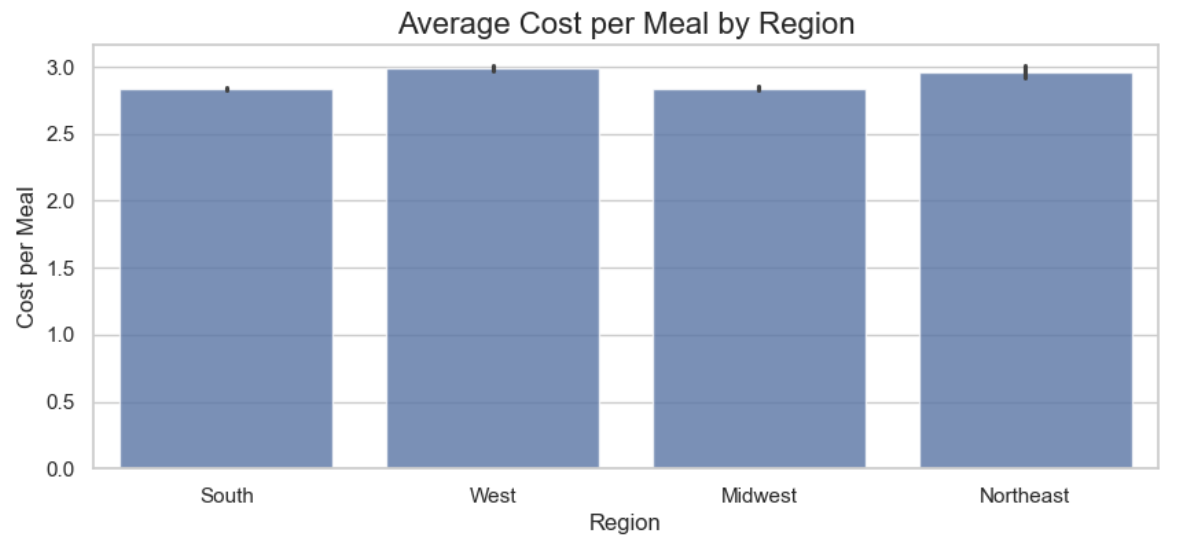 Average Cost per Meal by Region
Cost per Meal
3.0
2.5
2.0
1.5
1.0
0.5
0.0
South West Midwest Northeast
Region